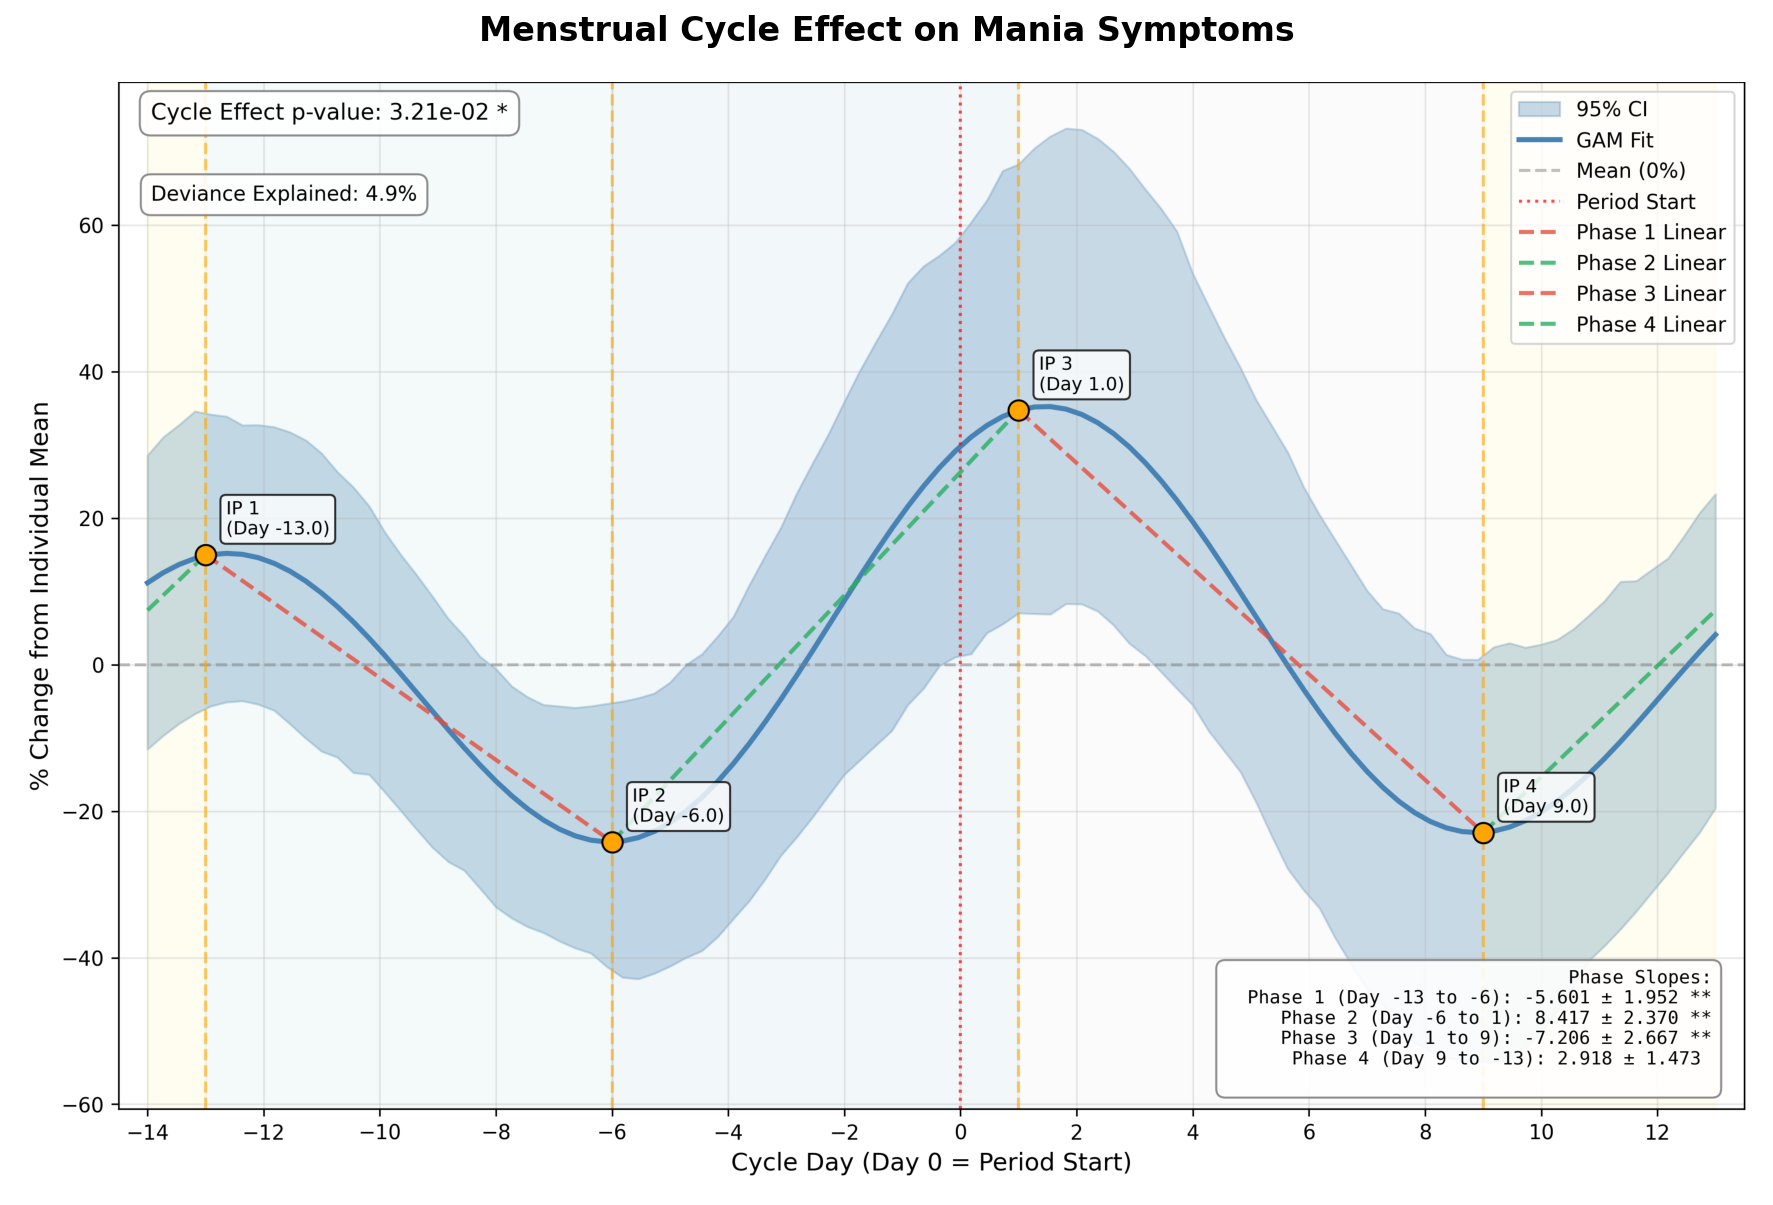 Menstrual Cycle Effect on Mania Symptoms
Cycle Effect p-value: 3.21e-02 *
Deviance Explained: 4.9%
95% CI
GAM Fit
Mean (0%)
Period Start
Phase 1 Linear
Phase 2 Linear
Phase 3 Linear
Phase 4 Linear
% Change from Individual Mean
60
40
20
0
−20
−40
−60
IP 1
(Day -13.0)
IP 2
(Day -6.0)
IP 3
(Day 1.0)
IP 4
(Day 9.0)
Phase Slopes:
Phase 1 (Day -13 to -6): -5.601 ± 1.952 **
Phase 2 (Day -6 to 1): 8.417 ± 2.370 **
Phase 3 (Day 1 to 9): -7.206 ± 2.667 **
Phase 4 (Day 9 to -13): 2.918 ± 1.473
−14 −12 −10 −8 −6 −4 −2 0 2 4 6 8 10 12
Cycle Day (Day 0 = Period Start)